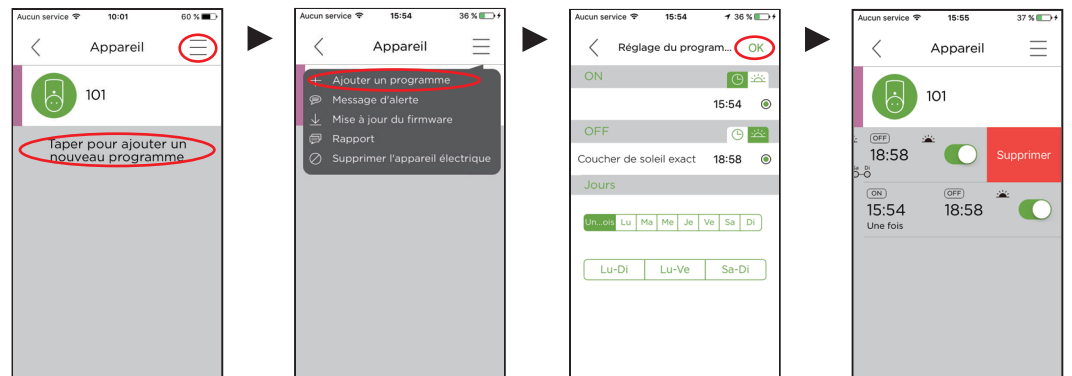 Aucun service 10:01 60 %
Appareil
101
Taper pour ajouter un
nouveau programme
Aucun service 15:54 36 %
Appareil
Ajouter un programme
Message d'alerte
Mise à jour du firmware
Rapport
Supprimer l'appareil électrique
Aucun service 15:54 36 %
Réglage du program... OK
ON
15:54
OFF
Coucher de soleil exact 18:58
Jours
Un...ois Lu Ma Me Je Ve Sa Di
Lu-Di Lu-Ve Sa-Di
Aucun service 15:55 37 %
Appareil
101
OFF
18:58 Supprimer
Sa Di
ON OFF
15:54 18:58
Une fois